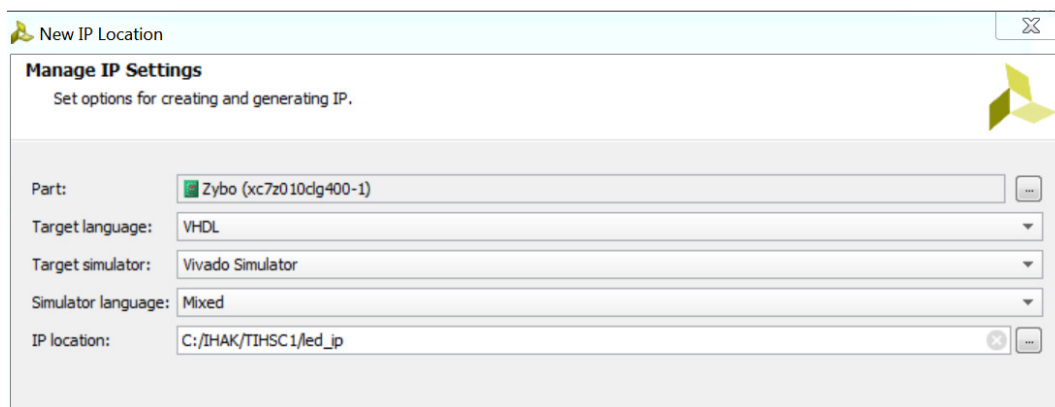 New IP Location
Manage IP Settings
Set options for creating and generating IP.
Part: Zybo (xc7z010clg400-1) ...
Target language: VHDL
Target simulator: Vivado Simulator
Simulator language: Mixed
IP location: C:/IHAK/TIHSC1/led_ip ...